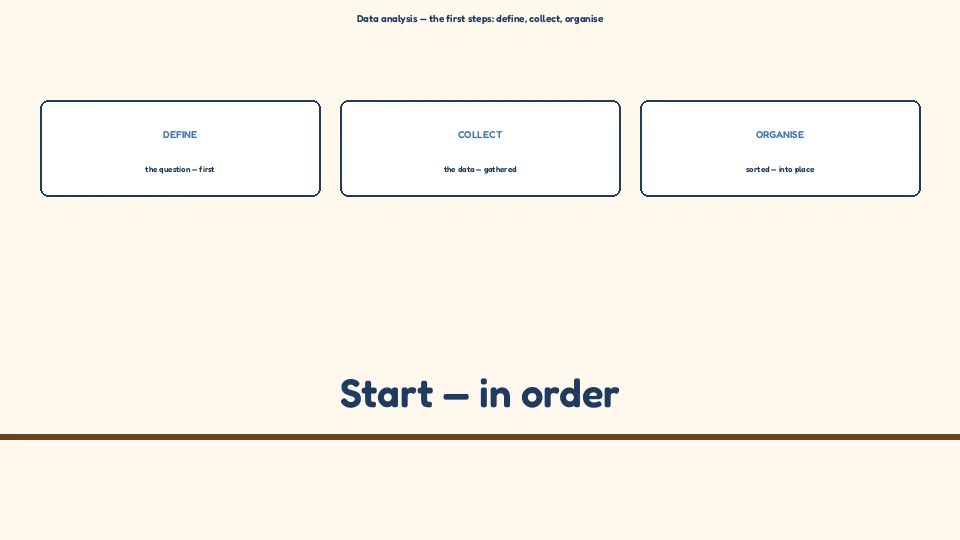 Data analysis — the first steps: define, collect, organise
DEFINE
the question — first
COLLECT
the data — gathered
ORGANISE
sorted — into place
Start — in order